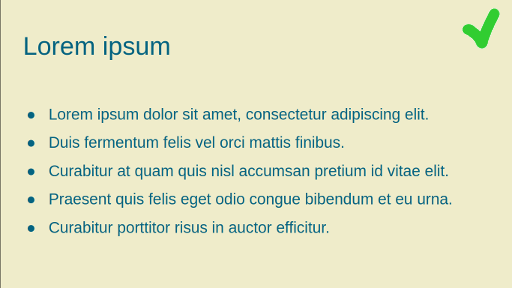 Lorem ipsum
Lorem ipsum dolor sit amet, consectetur adipiscing elit.
Duis fermentum felis vel orci mattis finibus.
Curabitur at quam quis nisl accumsan pretium id vitae elit.
Praesent quis felis eget odio congue bibendum et eu urna.
Curabitur porttitor risus in auctor efficitur.